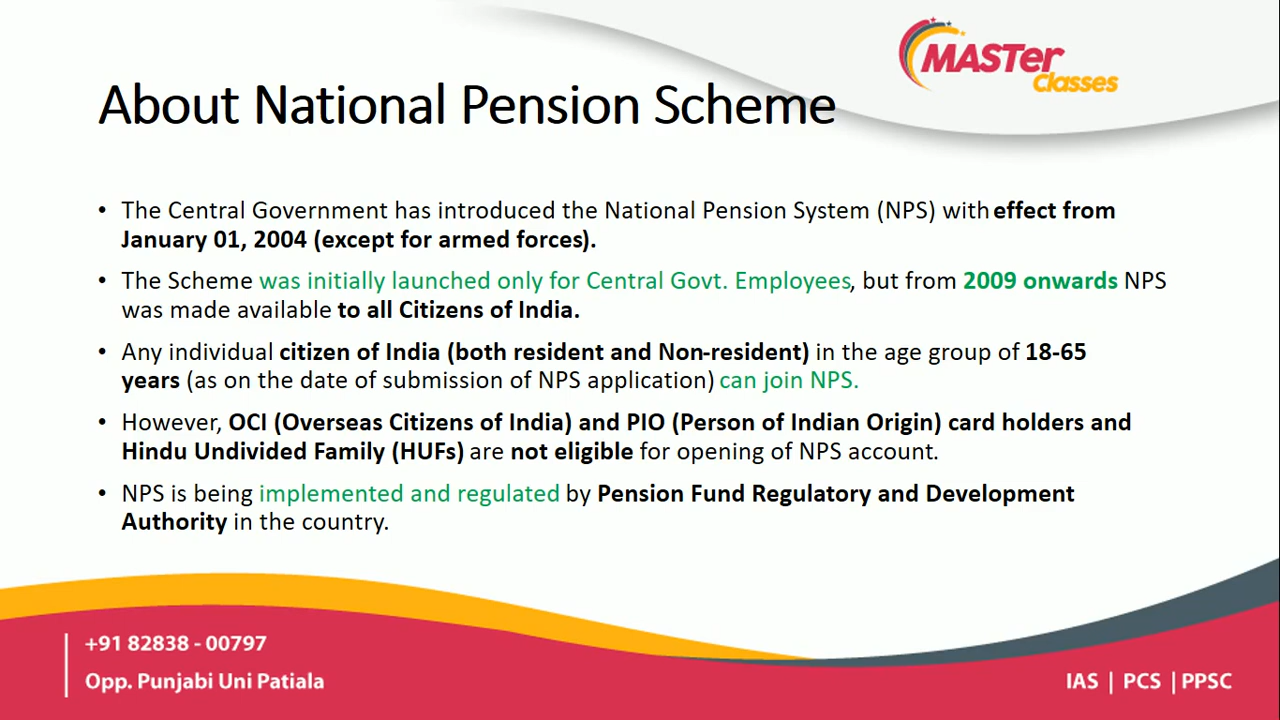 MASTer
Classes
About National Pension Scheme
• The Central Government has introduced the National Pension System (NPS) with effect from
January 01, 2004 (except for armed forces).
• The Scheme was initially launched only for Central Govt. Employees, but from 2009 onwards NPS
was made available to all Citizens of India.
• Any individual citizen of India (both resident and Non-resident) in the age group of 18-65
years (as on the date of submission of NPS application) can join NPS.
• However, OCI (Overseas Citizens of India) and PIO (Person of Indian Origin) card holders and
Hindu Undivided Family (HUFs) are not eligible for opening of NPS account.
• NPS is being implemented and regulated by Pension Fund Regulatory and Development
Authority in the country.
+91 82838 - 00797
Opp. Punjabi Uni Patiala
IAS | PCS | PPSC